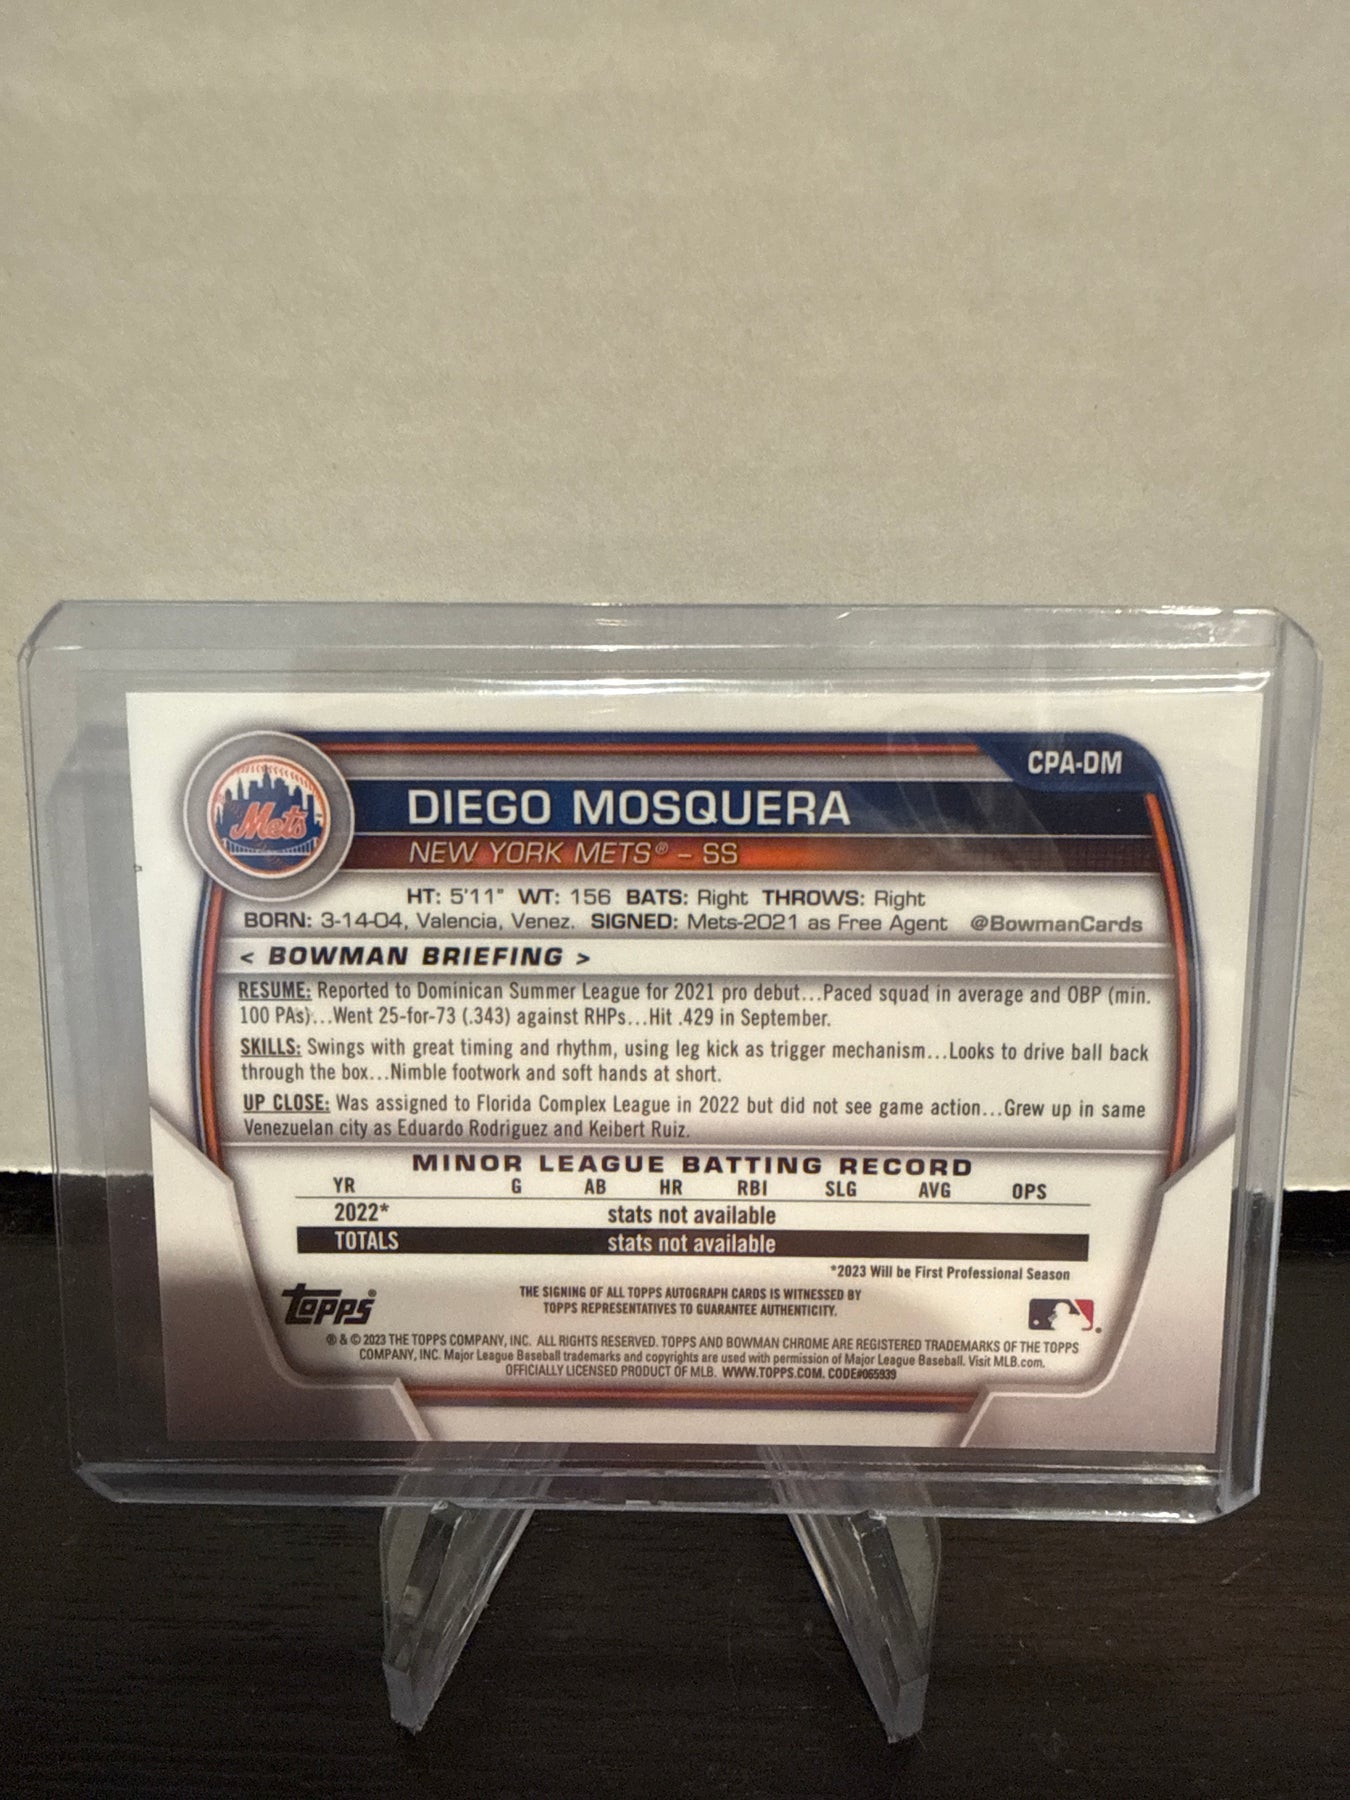 CPA-DM
Mets
DIEGO MOSQUERA
NEW YORK METS® – SS
HT: 5'11" WT: 156 BATS: Right THROWS: Right
BORN: 3-14-04, Valencia, Venez. SIGNED: Mets-2021 as Free Agent @BowmanCards
< BOWMAN BRIEFING >
RESUME: Reported to Dominican Summer League for 2021 pro debut...Paced squad in average and OBP (min.
100 PAs)...Went 25-for-73 (.343) against RHPs...Hit .429 in September.
SKILLS: Swings with great timing and rhythm, using leg kick as trigger mechanism...Looks to drive ball back
through the box...Nimble footwork and soft hands at short.
UP CLOSE: Was assigned to Florida Complex League in 2022 but did not see game action...Grew up in same
Venezuelan city as Eduardo Rodriguez and Keibert Ruiz.
MINOR LEAGUE BATTING RECORD
YR G AB HR RBI SLG AVG OPS
2022* stats not available
TOTALS stats not available
*2023 Will be First Professional Season
topps®
THE SIGNING OF ALL TOPPS AUTOGRAPH CARDS IS WITNESSED BY
TOPPS REPRESENTATIVES TO GUARANTEE AUTHENTICITY.
® & © 2023 THE TOPPS COMPANY, INC. ALL RIGHTS RESERVED. TOPPS AND BOWMAN CHROME ARE REGISTERED TRADEMARKS OF THE TOPPS
COMPANY, INC. Major League Baseball trademarks and copyrights are used with permission of Major League Baseball. Visit MLB.com.
OFFICIALLY LICENSED PRODUCT OF MLB. WWW.TOPPS.COM. CODE#065939